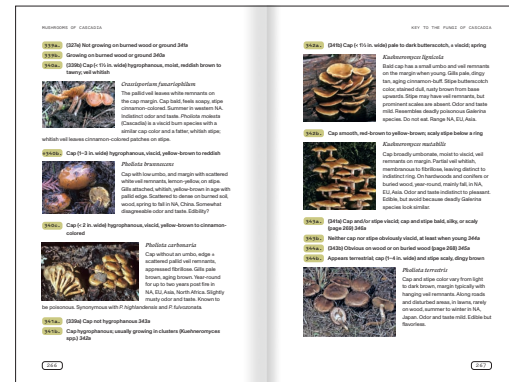 MUSHROOMS OF CASCADIA
339a. (327a) Not growing on burned wood or ground 341a
339b. Growing on burned wood or ground 340a
340a. (339b) Cap (< 1½ in. wide) hygrophanous, moist, reddish brown to
tawny; veil whitish
Crassisporium funariophilum
The pallid veil leaves white remnants on
the cap margin. Cap bald, feels soapy, stipe
cinnamon-colored. Summer in western NA.
Indistinct odor and taste. Pholiota molesta
(Cascadia) is a viscid burn species with a
similar cap color and a fatter, whitish stipe;
whitish veil leaves cinnamon-colored patches on stipe.
340b. Cap (1–3 in. wide) hygrophanous, viscid, yellow-brown to reddish
Pholiota brunnescens
Cap with low umbo, and margin with scattered
white veil remnants, lemon-yellow, on stipe.
Gills attached, whitish, yellow-brown in age with
pallid edge. Scattered to dense on burned soil,
wood, spring to fall in NA, China. Somewhat
disagreeable odor and taste. Edibility?
340c. Cap (< 2 in. wide) hygrophanous, viscid, yellow-brown to cinnamon-
colored
Pholiota carbonaria
Cap without an umbo, edge ±
scattered pallid veil remnants,
appressed fibrillose. Gills pale
brown, aging brown. Year-round
for up to two years post fire in
NA, EU, Asia, North Africa. Slightly
musty odor and taste. Known to
be poisonous. Synonymous with P. highlandensis and P. fulvozonata.
341a. (339a) Cap not hygrophanous 343a
341b. Cap hygrophanous; usually growing in clusters (Kuehneromyces
spp.) 342a
266
KEY TO THE FUNGI OF CASCADIA
342a. (341b) Cap (< 1½ in. wide) pale to dark butterscotch, ± viscid; spring
Kuehneromyces lignicola
Bald cap has a small umbo and veil remnants
on the margin when young. Gills pale, dingy
tan, aging cinnamon-buff. Stipe butterscotch
color, stained dull, rusty brown from base
upwards. Stipe may have veil remnants, but
prominent scales are absent. Odor and taste
mild. Resembles deadly poisonous Galerina
species. Do not eat. Range NA, EU, Asia.
342b. Cap smooth, red-brown to yellow-brown; scaly stipe below a ring
Kuehneromyces mutabilis
Cap broadly umbonate, moist to viscid, veil
remnants on margin. Partial veil whitish,
membranous to fibrillose, leaving distinct to
indistinct ring. On hardwoods and conifers or
buried wood, year-round, mainly fall, in NA,
EU, Asia. Odor and taste indistinct to pleasant.
Edible, but avoid because deadly Galerina
species look similar.
343a. (341a) Cap and/or stipe viscid; cap and stipe bald, silky, or scaly
(page 269) 346a
343b. Neither cap nor stipe obviously viscid, at least when young 344a
344a. (343b) Obvious on wood or on buried wood (page 268) 345a
344b. Appears terrestrial; cap (1–4 in. wide) and stipe scaly, dingy brown
Pholiota terrestris
Cap and stipe color vary from light
to dark brown, margin typically with
hanging veil remnants. Along roads
and disturbed areas, in lawns, rarely
on wood, summer to winter in NA,
Japan. Odor and taste mild. Edible but
flavorless.
267